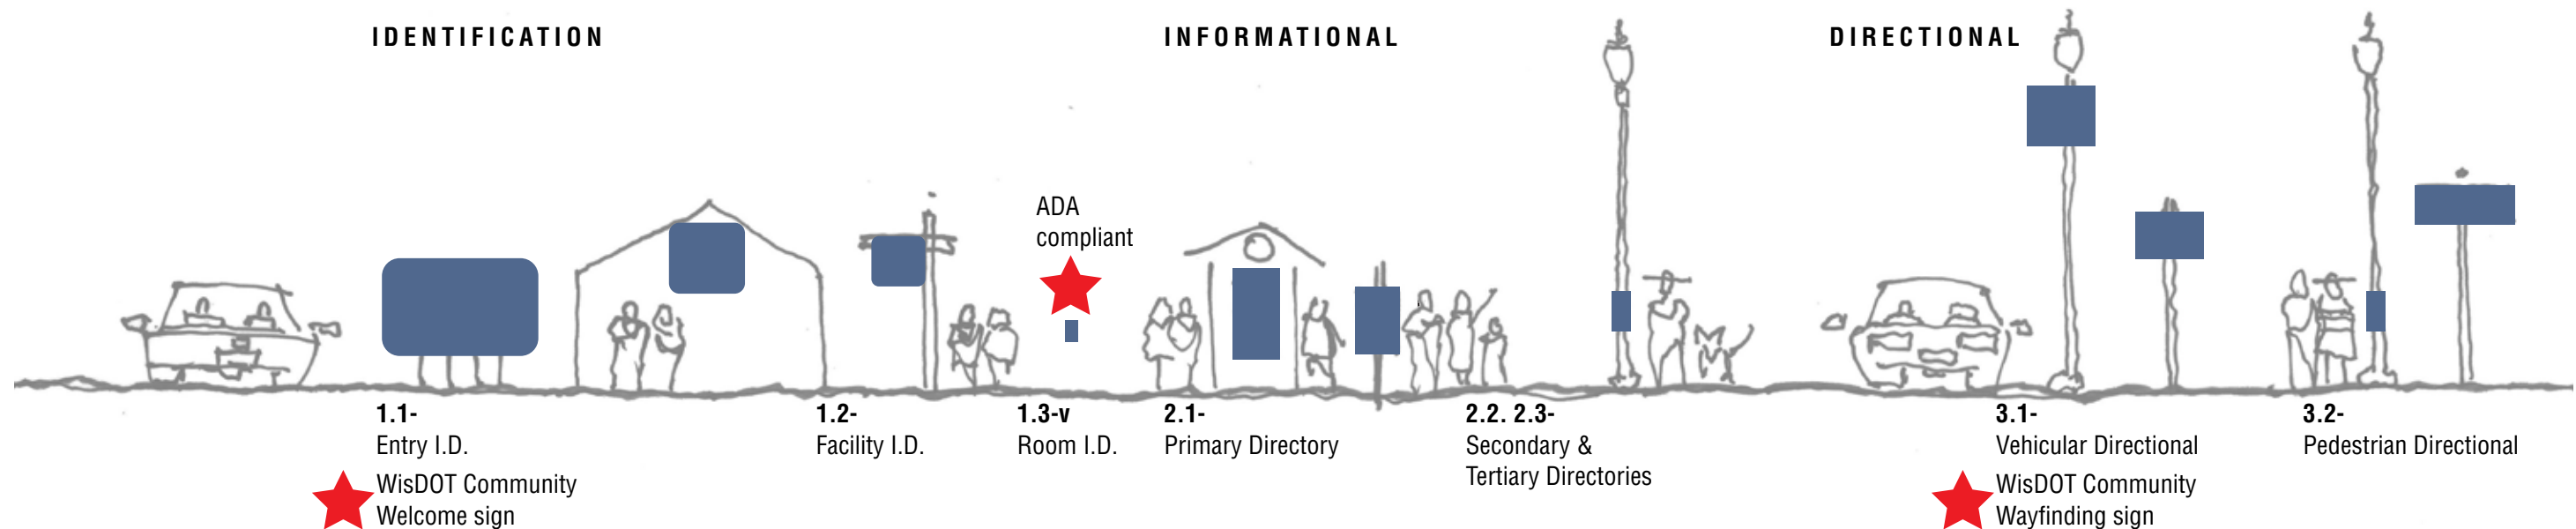 IDENTIFICATION
INFORMATIONAL
DIRECTIONAL
ADA
compliant
1.1-
Entry I.D.
WisDOT Community
Welcome sign
1.2-
Facility I.D.
1.3-v
Room I.D.
2.1-
Primary Directory
2.2. 2.3-
Secondary &
Tertiary Directories
3.1-
Vehicular Directional
WisDOT Community
Wayfinding sign
3.2-
Pedestrian Directional